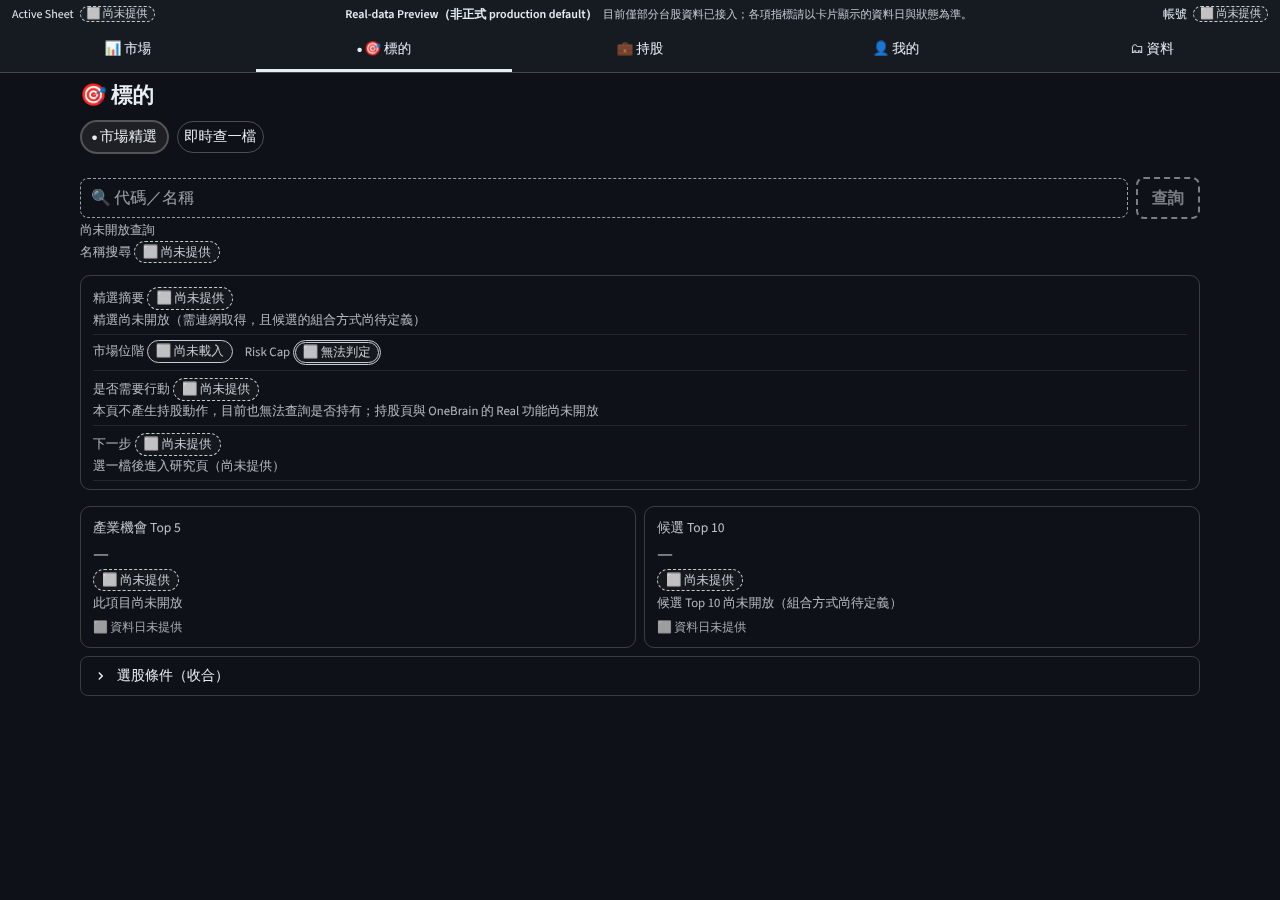 Active Sheet ⬜ 尚未提供 Real-data Preview（非正式 production default） 目前僅部分台股資料已接入；各項指標請以卡片顯示的資料日與狀態為準。 帳號 ⬜ 尚未提供
📊 市場 ● 🎯 標的 💼 持股 👤 我的 🗂 資料
🎯 標的
● 市場精選 即時查一檔
🔍 代碼／名稱 查詢
尚未開放查詢
名稱搜尋 ⬜ 尚未提供
精選摘要 ⬜ 尚未提供
精選尚未開放（需連網取得，且候選的組合方式尚待定義）
市場位階 ⬜ 尚未載入 Risk Cap ⬜ 無法判定
是否需要行動 ⬜ 尚未提供
本頁不產生持股動作，目前也無法查詢是否持有；持股頁與 OneBrain 的 Real 功能尚未開放
下一步 ⬜ 尚未提供
選一檔後進入研究頁（尚未提供）
產業機會 Top 5
—
⬜ 尚未提供
此項目尚未開放
⬜ 資料日未提供
候選 Top 10
—
⬜ 尚未提供
候選 Top 10 尚未開放（組合方式尚待定義）
⬜ 資料日未提供
選股條件（收合）